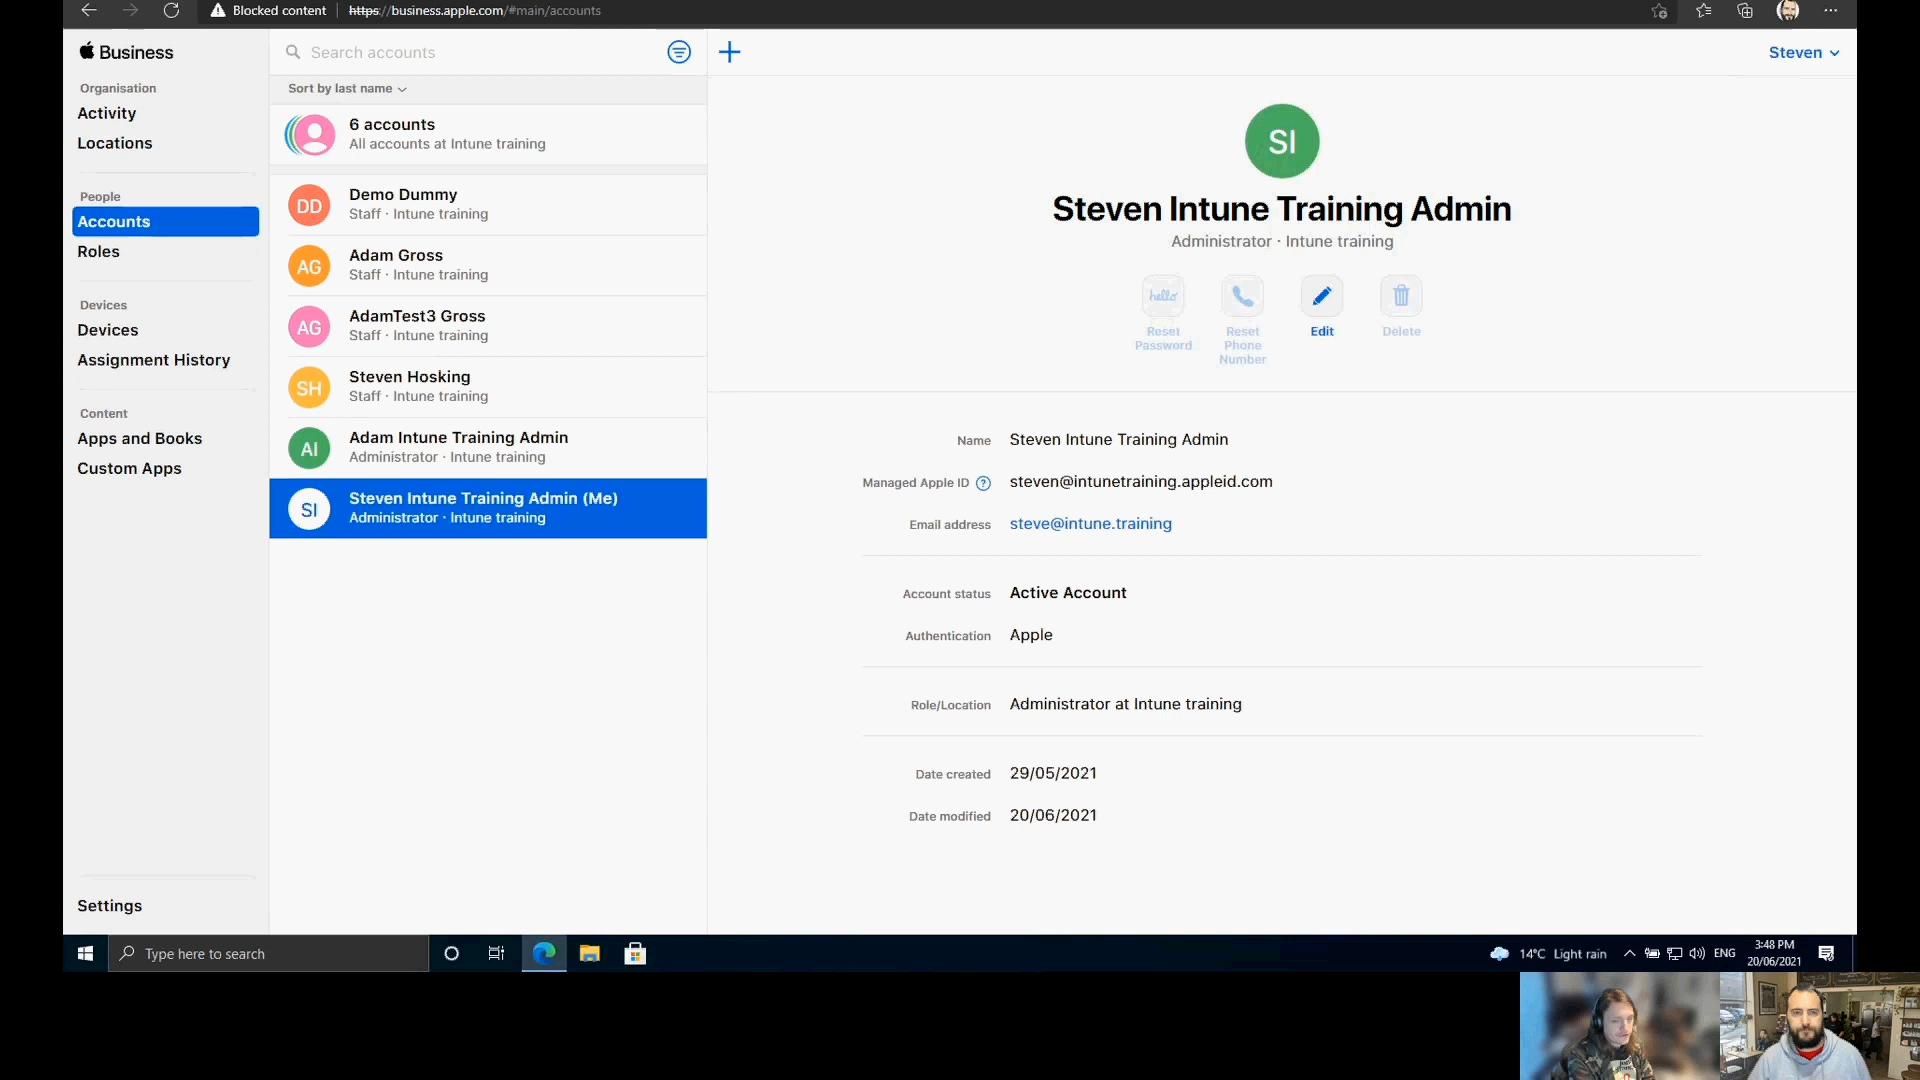 Blocked content
https://business.apple.com/#main/accounts
Business
Organisation
Activity
Locations
People
Accounts
Roles
Devices
Devices
Assignment History
Content
Apps and Books
Custom Apps
Settings
Search accounts
Sort by last name
6 accounts
All accounts at Intune training
DD
Demo Dummy
Staff · Intune training
AG
Adam Gross
Staff · Intune training
AG
AdamTest3 Gross
Staff · Intune training
SH
Steven Hosking
Staff · Intune training
AI
Adam Intune Training Admin
Administrator · Intune training
SI
Steven Intune Training Admin (Me)
Administrator · Intune training
Steven
SI
Steven Intune Training Admin
Administrator · Intune training
hello
Reset
Password
Reset
Phone
Number
Edit
Delete
Name Steven Intune Training Admin
Managed Apple ID ? steven@intunetraining.appleid.com
Email address steve@intune.training
Account status Active Account
Authentication Apple
Role/Location Administrator at Intune training
Date created 29/05/2021
Date modified 20/06/2021
Type here to search
14°C Light rain
ENG
3:48 PM
20/06/2021